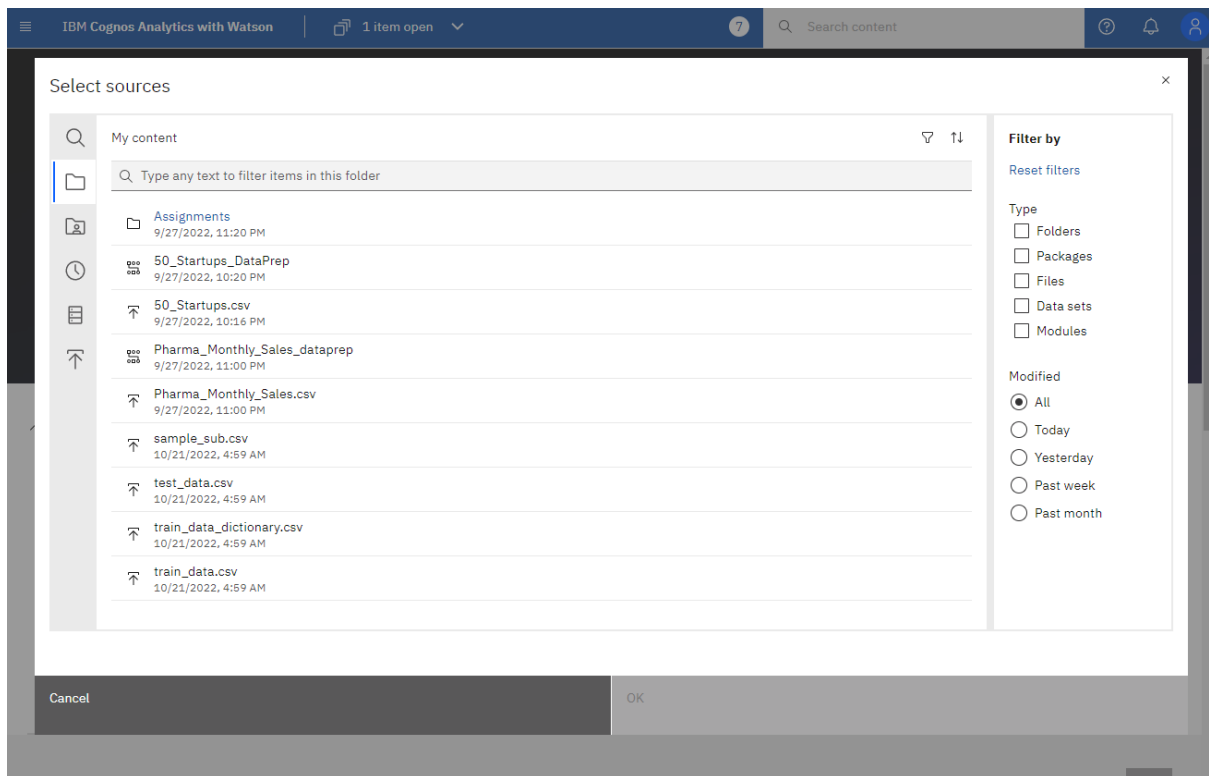 IBM Cognos Analytics with Watson
1 item open
7
Search content
Select sources
My content
Type any text to filter items in this folder
Assignments
9/27/2022, 11:20 PM
50_Startups_DataPrep
9/27/2022, 10:20 PM
50_Startups.csv
9/27/2022, 10:16 PM
Pharma_Monthly_Sales_dataprep
9/27/2022, 11:00 PM
Pharma_Monthly_Sales.csv
9/27/2022, 11:00 PM
sample_sub.csv
10/21/2022, 4:59 AM
test_data.csv
10/21/2022, 4:59 AM
train_data_dictionary.csv
10/21/2022, 4:59 AM
train_data.csv
10/21/2022, 4:59 AM
Filter by
Reset filters
Type
Folders
Packages
Files
Data sets
Modules
Modified
All
Today
Yesterday
Past week
Past month
Cancel
OK